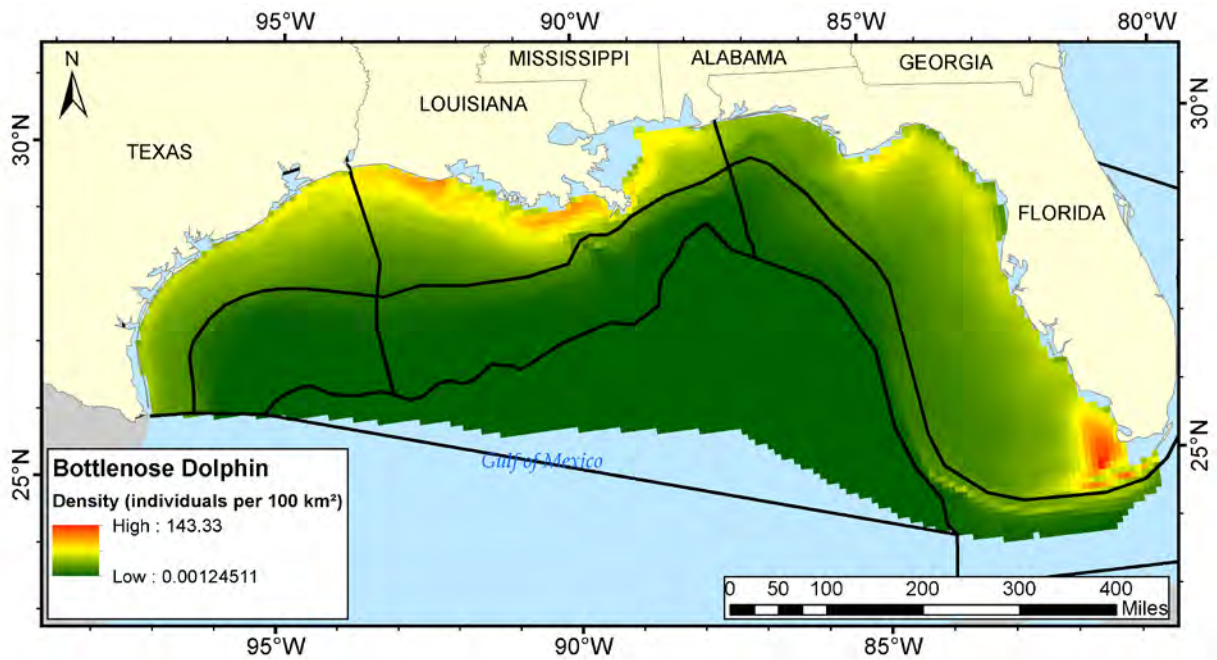 95°W 90°W 85°W 80°W
N
MISSISSIPPI ALABAMA GEORGIA
LOUISIANA
30°N 30°N
TEXAS
FLORIDA
25°N 25°N
Gulf of Mexico
Bottlenose Dolphin
Density (individuals per 100 km²)
High : 143.33
Low : 0.00124511
0 50 100 200 300 400
Miles
95°W 90°W 85°W 80°W